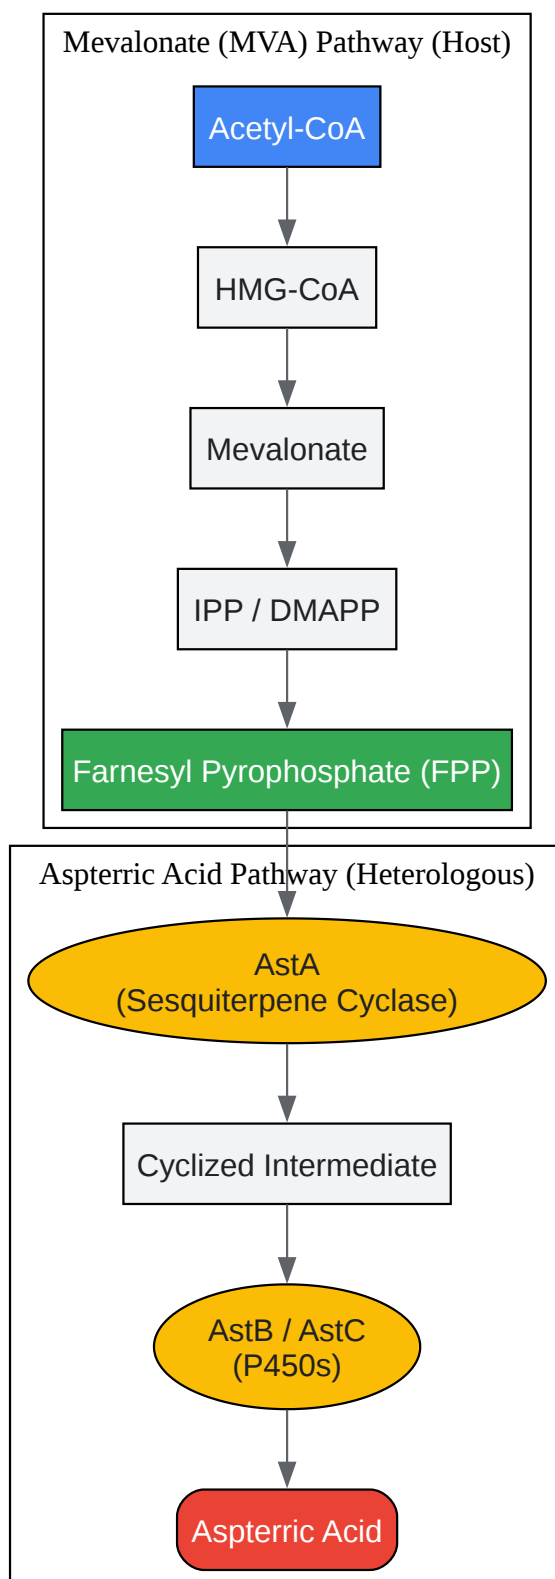 Mevalonate (MVA) Pathway (Host)
Acetyl-CoA
HMG-CoA
Mevalonate
IPP / DMAPP
Farnesyl Pyrophosphate (FPP)
Aspterric Acid Pathway (Heterologous)
AstA
(Sesquiterpene Cyclase)
Cyclized Intermediate
AstB / AstC
(P450s)
Aspterric Acid